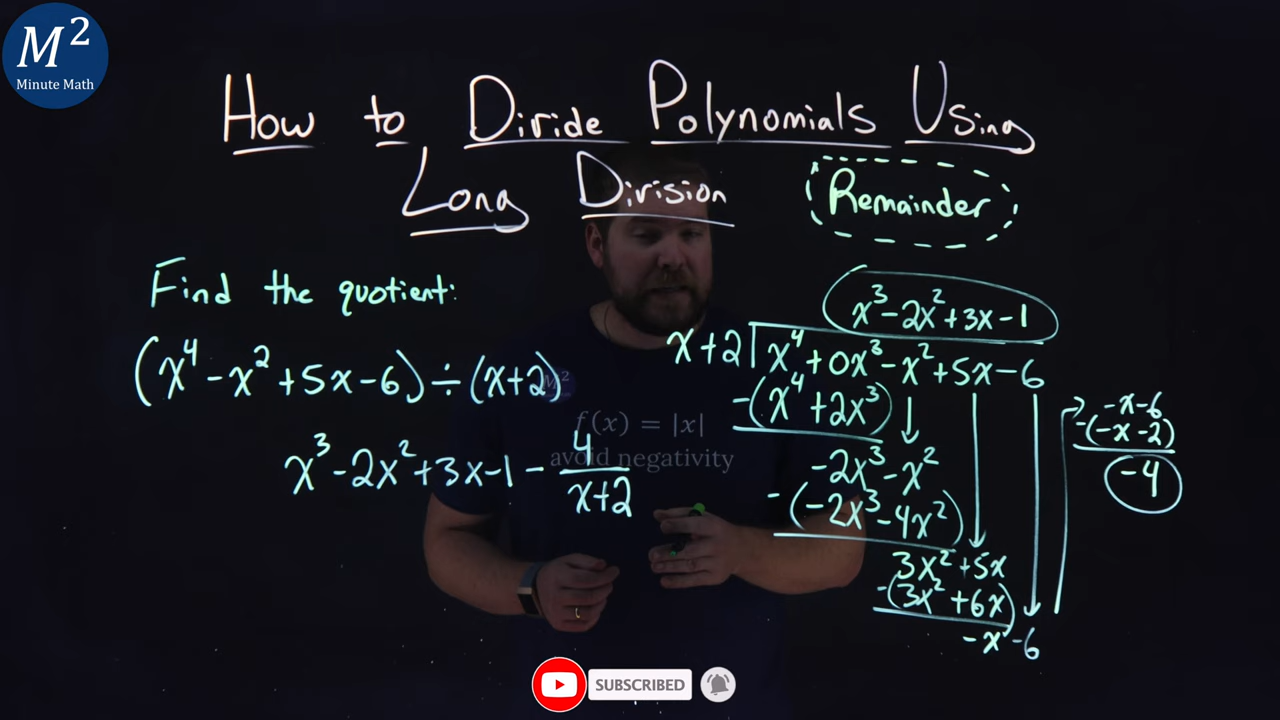 M²
Minute Math
How to Divide Polynomials Using
Long Division
Remainder
Find the quotient:
(x⁴ - x² + 5x - 6) ÷ (x+2)
x³ - 2x² + 3x - 1 - 4/(x+2)
x³ - 2x² + 3x - 1
x+2 | x⁴ + 0x³ - x² + 5x - 6
-(x⁴ + 2x³)
-2x³ - x²
-(-2x³ - 4x²)
3x² + 5x
-(3x² + 6x)
-x - 6
-x - 6
-(-x - 2)
-4
M²
f(x) = |x|
avoid negativity
SUBSCRIBED